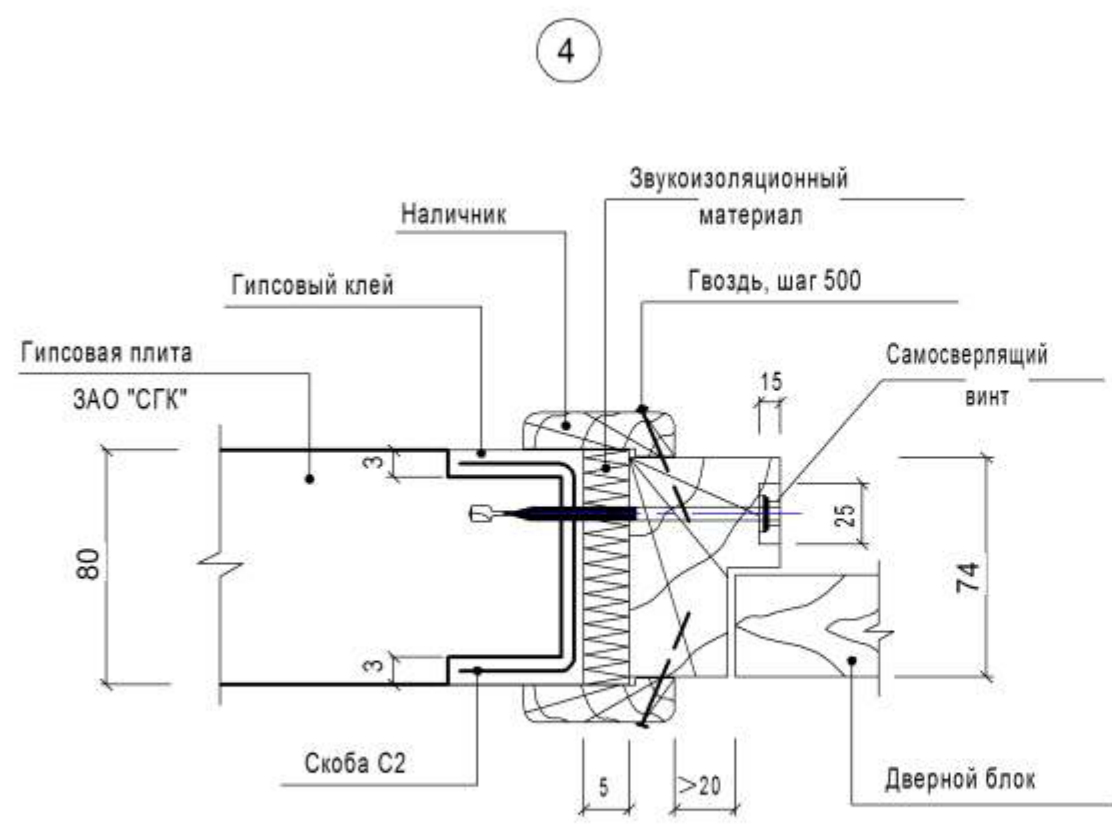 4
Звукоизоляционный
материал
Наличник
Гипсовый клей
Гвоздь, шаг 500
Гипсовая плита
ЗАО "СГК"
Самосверлящий
винт
15
3
80
25
74
3
Скоба С2
5
>20
Дверной блок